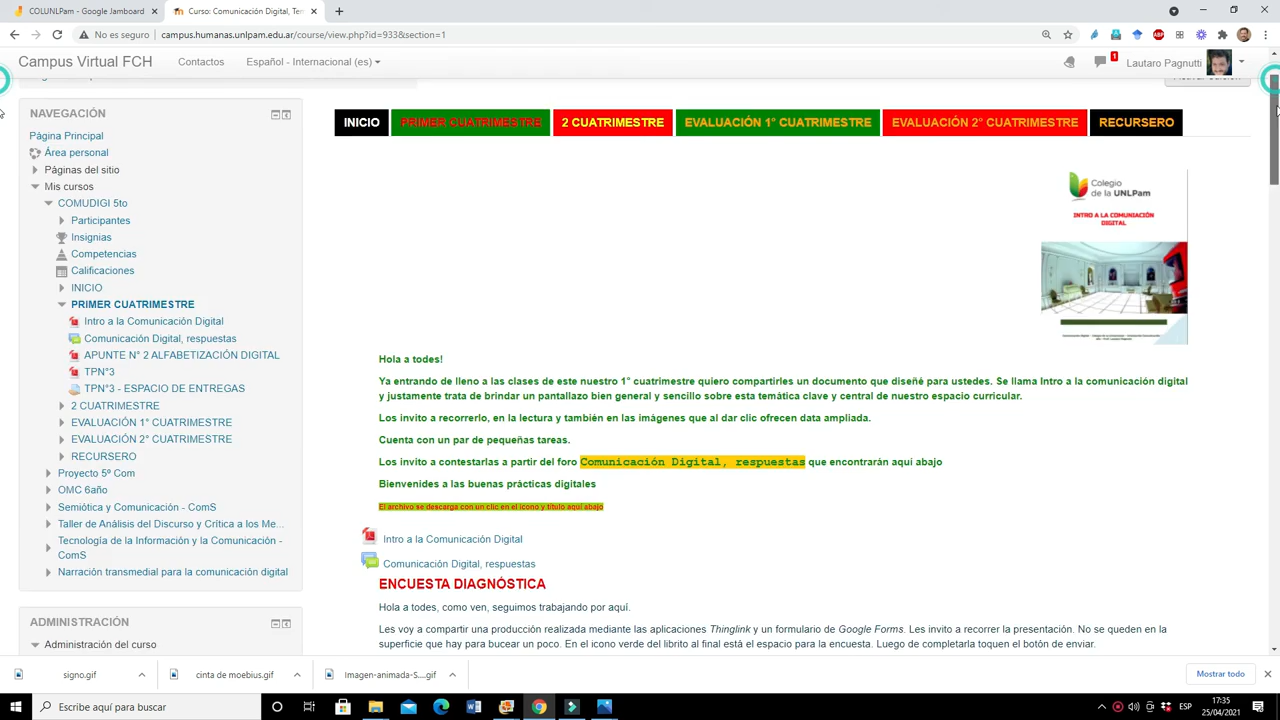 COLUNLPam – Google Jamboard
Curso: Comunicación Digital, Te
No es seguro
campus.humanas.unlpam.edu.ar/course/view.php?id=933&section=1
Campus Virtual FCH
Contactos
Español - Internacional (es)
1
Lautaro Pagnutti
NAVEGACIÓN
Página Principal
Área personal
Páginas del sitio
Mis cursos
COMUDIGI 5to
Participantes
Insignias
Competencias
Calificaciones
INICIO
PRIMER CUATRIMESTRE
Intro a la Comunicación Digital
Comunicación Digital, respuestas
APUNTE N° 2 ALFABETIZACIÓN DIGITAL
TPN°3
TPN°3 - ESPACIO DE ENTREGAS
2 CUATRIMESTRE
EVALUACIÓN 1° CUATRIMESTRE
EVALUACIÓN 2° CUATRIMESTRE
RECURSERO
Proyecto 5º Com
OMC 6año
Semiótica y Comunicación - ComS
Taller de Análisis del Discurso y Crítica a los Me...
Tecnología de la Información y la Comunicación -
ComS
Narración transmedial para la comunicación digital
ADMINISTRACIÓN
Administración del curso
INICIO
PRIMER CUATRIMESTRE
2 CUATRIMESTRE
EVALUACIÓN 1° CUATRIMESTRE
EVALUACIÓN 2° CUATRIMESTRE
RECURSERO
Colegio
de la UNLPam
INTRO A LA COMUNIACIÓN
DIGITAL
Hola a todes!
Ya entrando de lleno a las clases de este nuestro 1° cuatrimestre quiero compartirles un documento que diseñé para ustedes. Se llama Intro a la comunicación digital
y justamente trata de brindar un pantallazo bien general y sencillo sobre esta temática clave y central de nuestro espacio curricular.
Los invito a recorrerlo, en la lectura y también en las imágenes que al dar clic ofrecen data ampliada.
Cuenta con un par de pequeñas tareas.
Los invito a contestarlas a partir del foro Comunicación Digital, respuestas que encontrarán aquí abajo
Bienvenides a las buenas prácticas digitales
El archivo se descarga con un clic en el icono y título aquí abajo
Intro a la Comunicación Digital
Comunicación Digital, respuestas
ENCUESTA DIAGNÓSTICA
Hola a todes, como ven, seguimos trabajando por aquí.
Les voy a compartir una producción realizada mediante las aplicaciones Thinglink y un formulario de Google Forms. Les invito a recorrer la presentación. No se queden en la
superficie que hay para bucear un poco. En el icono verde del librito al final está el espacio para la encuesta. Luego de completarla toquen el botón de enviar.
signo.gif
cinta de moebius.gif
Imagen-animada-S....gif
Mostrar todo
Escribe aquí para buscar
ESP
17:35
25/04/2021